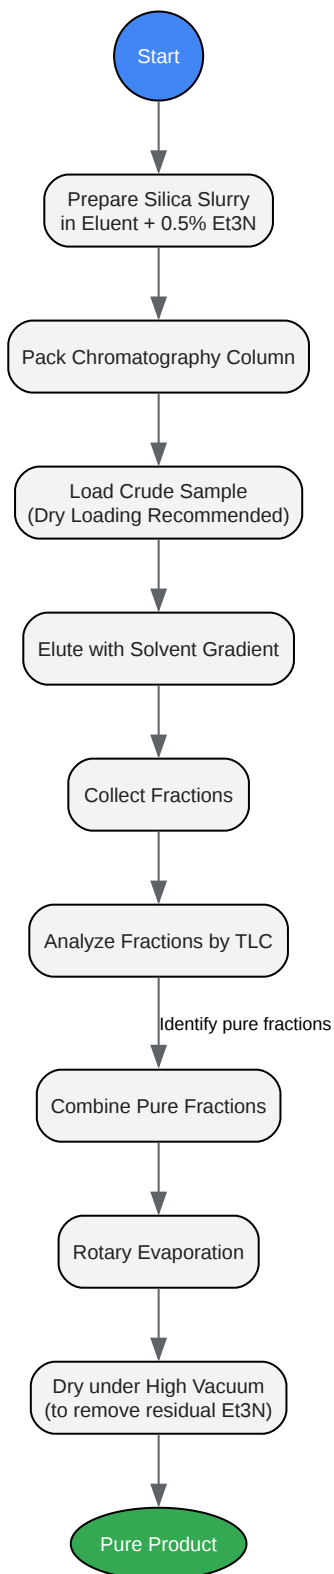 Start
Prepare Silica Slurry
in Eluent + 0.5% Et3N
Pack Chromatography Column
Load Crude Sample
(Dry Loading Recommended)
Elute with Solvent Gradient
Collect Fractions
Analyze Fractions by TLC
Identify pure fractions
Combine Pure Fractions
Rotary Evaporation
Dry under High Vacuum
(to remove residual Et3N)
Pure Product